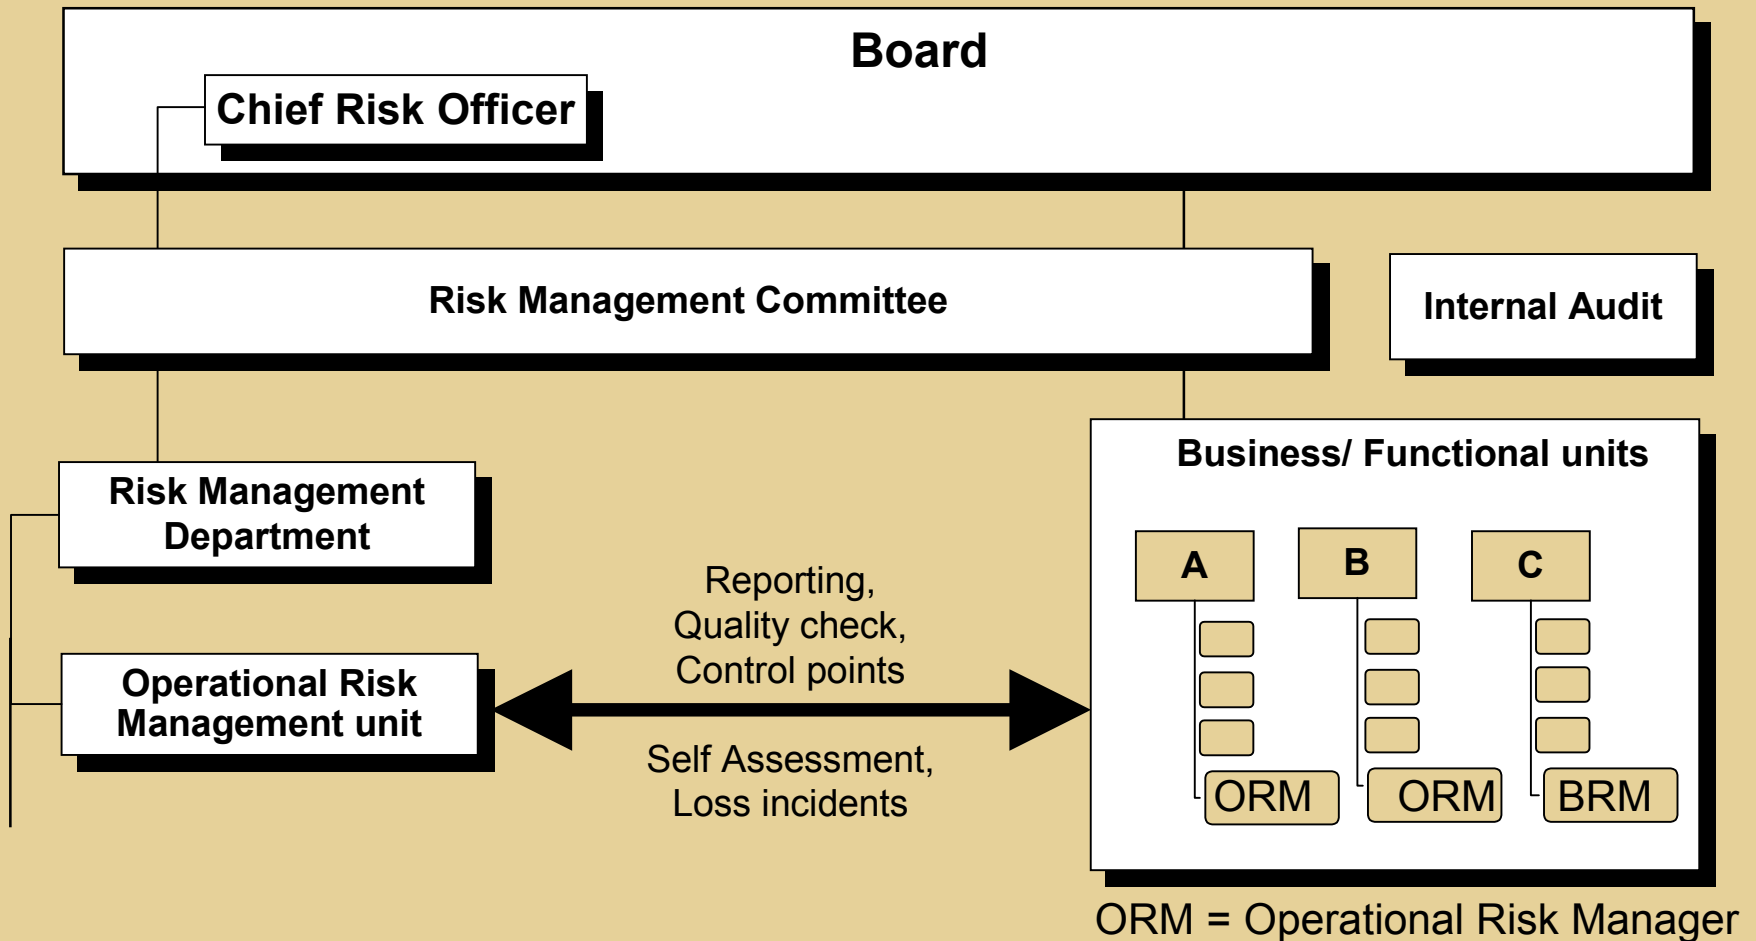 Board
Chief Risk Officer
Risk Management Committee
Internal Audit
Risk Management
Department
Operational Risk
Management unit
Reporting,
Quality check,
Control points
Self Assessment,
Loss incidents
Business/ Functional units
A
B
C
ORM
ORM
BRM
ORM = Operational Risk Manager